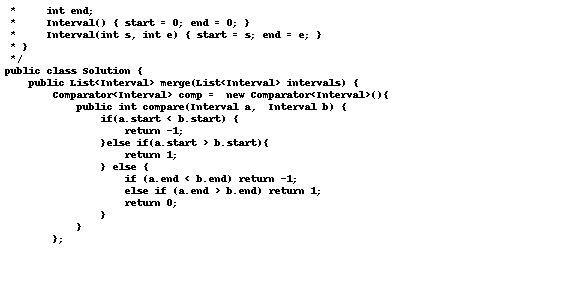 *     int end;
 *     Interval() { start = 0; end = 0; }
 *     Interval(int s, int e) { start = s; end = e; }
 * }
 */
public class Solution {
    public List<Interval> merge(List<Interval> intervals) {
        Comparator<Interval> comp =  new Comparator<Interval>(){
            public int compare(Interval a,  Interval b) {
                if(a.start < b.start) {
                    return -1;
                }else if(a.start > b.start){
                    return 1;
                } else {
                    if (a.end < b.end) return -1;
                    else if (a.end > b.end) return 1;
                    return 0;
                }
            }
        };